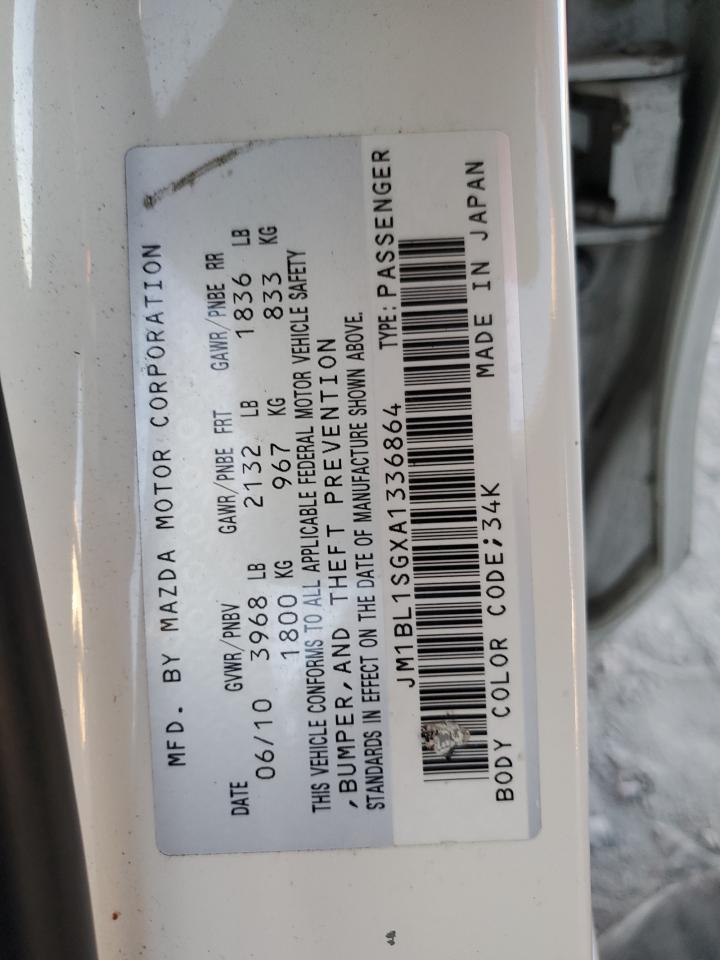 MFD. BY MAZDA MOTOR CORPORATION
DATE GVWR/PNBV GAWR/PNBE FRT GAWR/PNBE RR
06/10 3968 LB 2132 LB 1836 LB
1800 KG 967 KG 833 KG
THIS VEHICLE CONFORMS TO ALL APPLICABLE FEDERAL MOTOR VEHICLE SAFETY
,BUMPER,AND THEFT PREVENTION
STANDARDS IN EFFECT ON THE DATE OF MANUFACTURE SHOWN ABOVE.
JM1BL1SGXA1336864 TYPE: PASSENGER
BODY COLOR CODE;34K MADE IN JAPAN